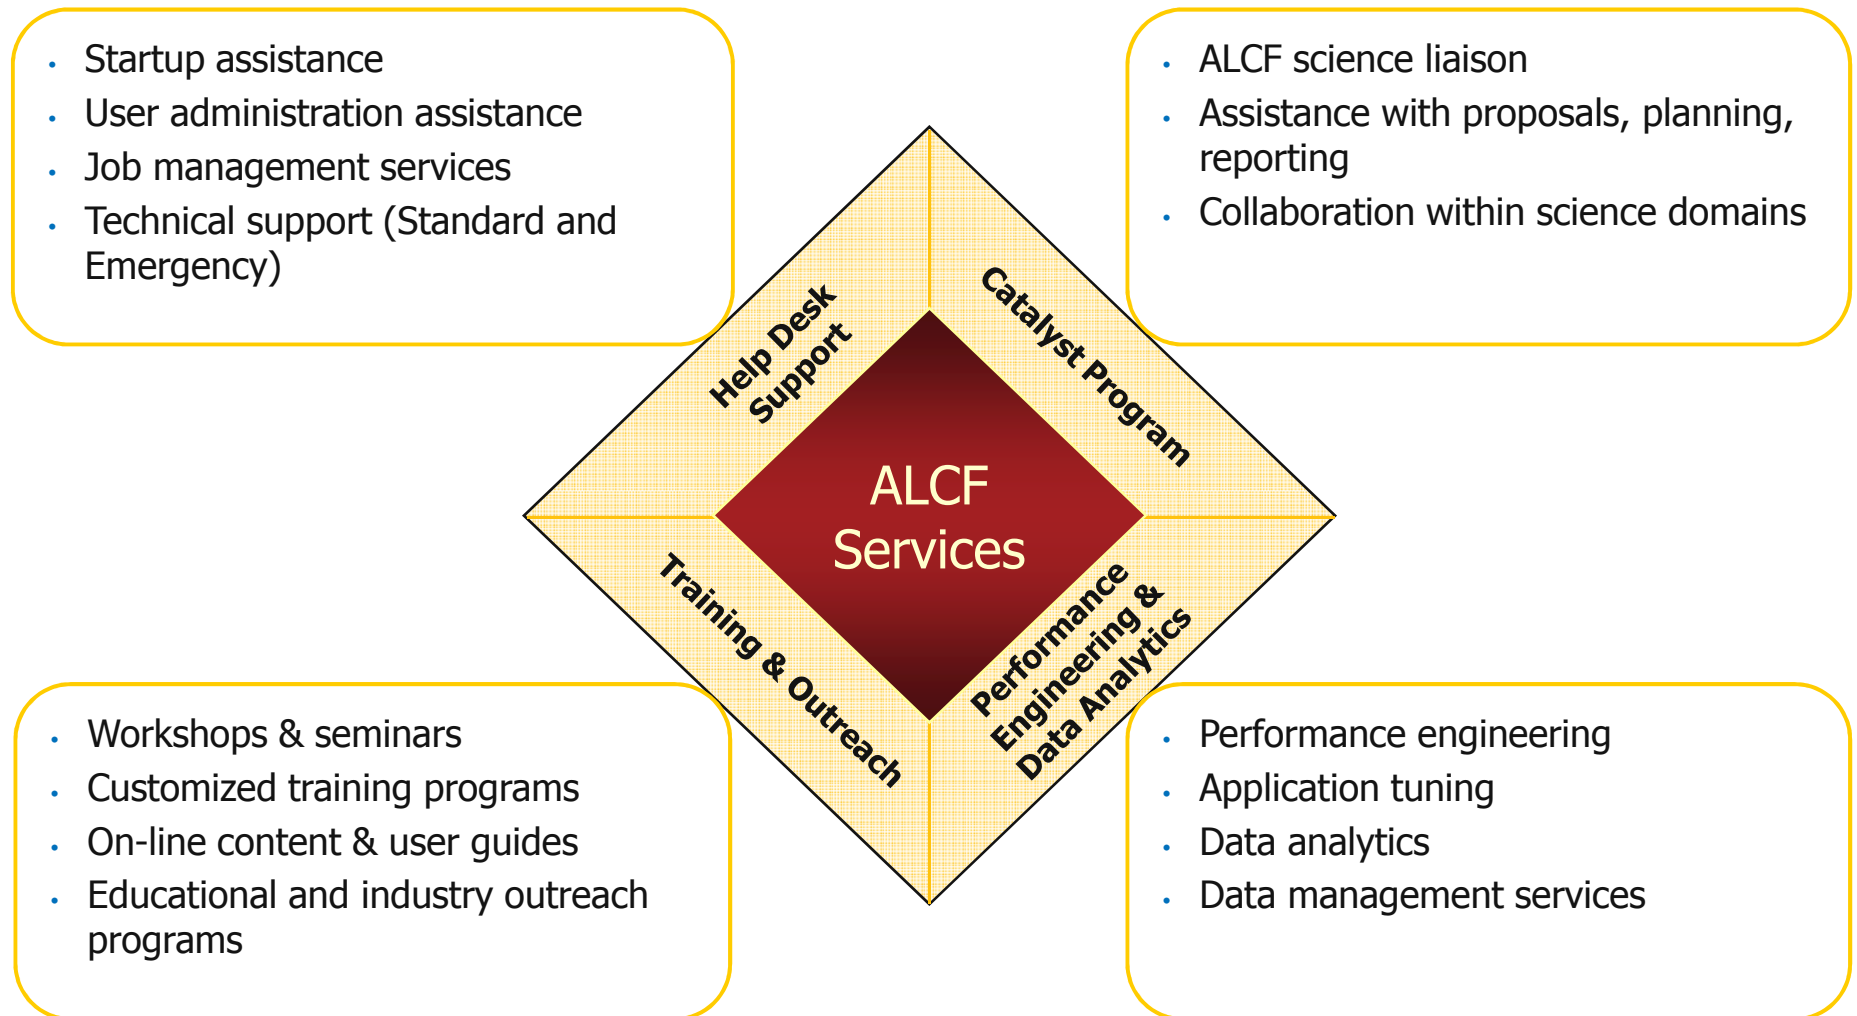 • Startup assistance
• User administration assistance
• Job management services
• Technical support (Standard and
Emergency)
• ALCF science liaison
• Assistance with proposals, planning,
reporting
• Collaboration within science domains
Help Desk
Support
Catalyst Program
ALCF
Services
Training & Outreach
Performance
Engineering &
Data Analytics
• Workshops & seminars
• Customized training programs
• On-line content & user guides
• Educational and industry outreach
programs
• Performance engineering
• Application tuning
• Data analytics
• Data management services